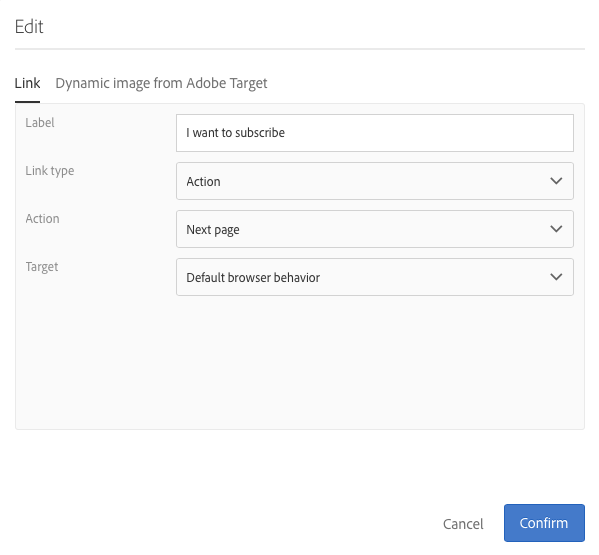 Edit
Link Dynamic image from Adobe Target
Label I want to subscribe
Link type Action
Action Next page
Target Default browser behavior
Cancel Confirm